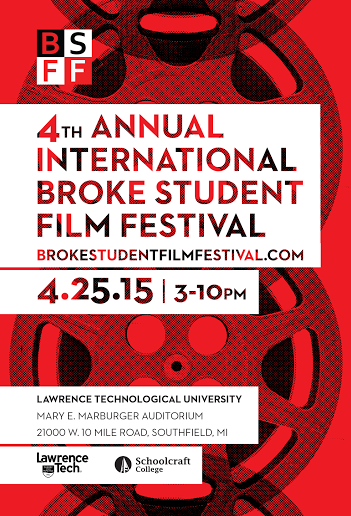 BS
FF
4TH ANNUAL
INTERNATIONAL
BROKE STUDENT
FILM FESTIVAL
BROKESTUDENTFILMFESTIVAL.COM
4.25.15 | 3-10PM
LAWRENCE TECHNOLOGICAL UNIVERSITY
MARY E. MARBURGER AUDITORIUM
21000 W. 10 MILE ROAD, SOUTHFIELD, MI
Lawrence
Tech
Schoolcraft
College